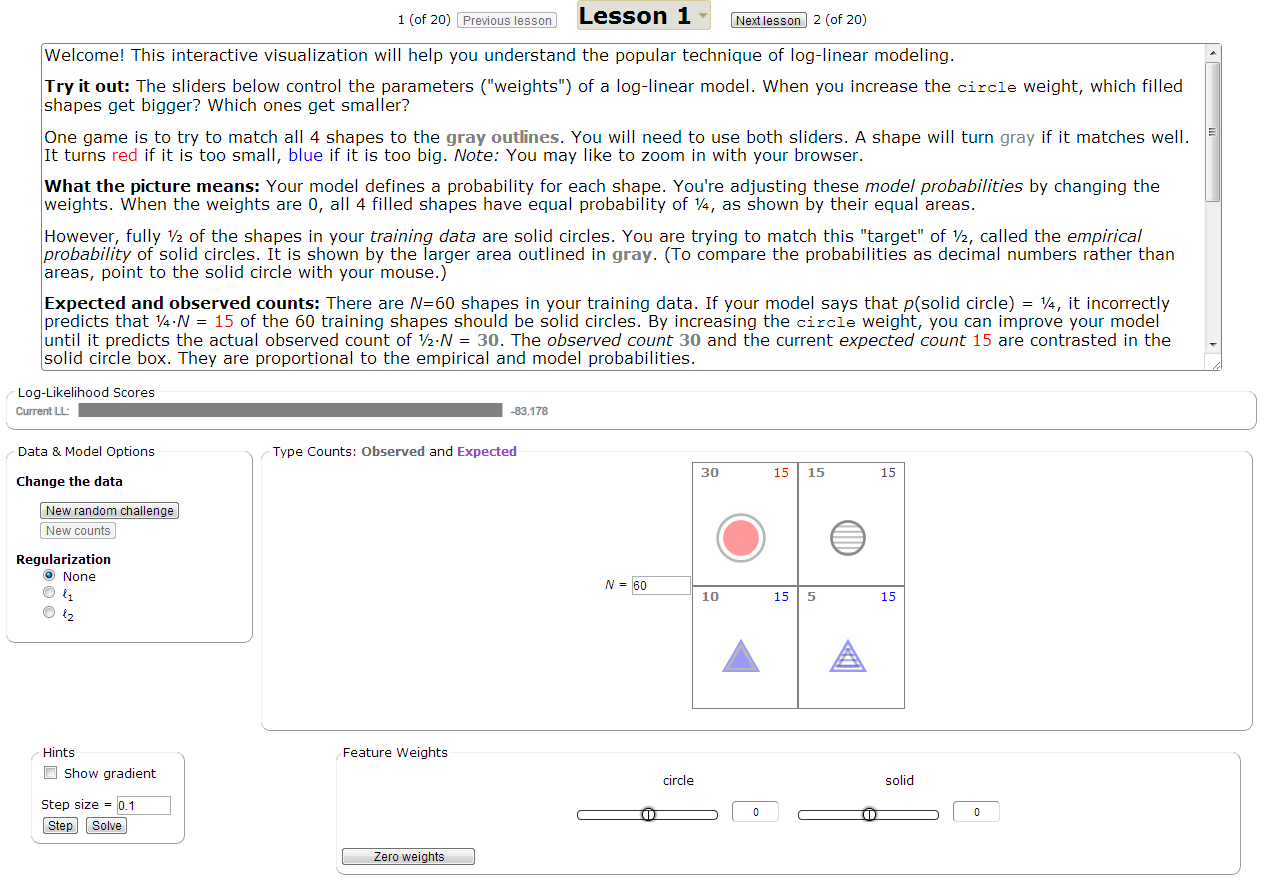 1 (of 20) Previous lesson Lesson 1 Next lesson 2 (of 20)
Welcome! This interactive visualization will help you understand the popular technique of log-linear modeling.
Try it out: The sliders below control the parameters ("weights") of a log-linear model. When you increase the circle weight, which filled
shapes get bigger? Which ones get smaller?
One game is to try to match all 4 shapes to the gray outlines. You will need to use both sliders. A shape will turn gray if it matches well.
It turns red if it is too small, blue if it is too big. Note: You may like to zoom in with your browser.
What the picture means: Your model defines a probability for each shape. You're adjusting these model probabilities by changing the
weights. When the weights are 0, all 4 filled shapes have equal probability of ¼, as shown by their equal areas.
However, fully ½ of the shapes in your training data are solid circles. You are trying to match this "target" of ½, called the empirical
probability of solid circles. It is shown by the larger area outlined in gray. (To compare the probabilities as decimal numbers rather than
areas, point to the solid circle with your mouse.)
Expected and observed counts: There are N=60 shapes in your training data. If your model says that p(solid circle) = ¼, it incorrectly
predicts that ¼·N = 15 of the 60 training shapes should be solid circles. By increasing the circle weight, you can improve your model
until it predicts the actual observed count of ½·N = 30. The observed count 30 and the current expected count 15 are contrasted in the
solid circle box. They are proportional to the empirical and model probabilities.
Log-Likelihood Scores
Current LL: -83.178
Data & Model Options
Change the data
New random challenge
New counts
Regularization
None
ℓ1
ℓ2
Type Counts: Observed and Expected
30 15 15 15
N = 60
10 15 5 15
Hints
Show gradient
Step size = 0.1
Step Solve
Feature Weights
circle solid
0 0
Zero weights